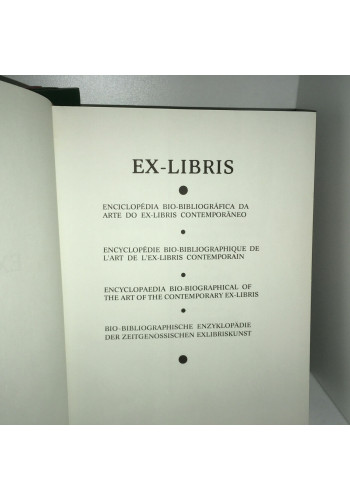 EX-LIBRIS
ENCICLOPÉDIA BIO-BIBLIOGRÁFICA DA
ARTE DO EX-LIBRIS CONTEMPORÂNEO
ENCYCLOPÉDIE BIO-BIBLIOGRAPHIQUE DE
L'ART DE L'EX-LIBRIS CONTEMPORAIN
ENCYCLOPAEDIA BIO-BIOGRAPHICAL OF
THE ART OF THE CONTEMPORARY EX-LIBRIS
BIO-BIBLIOGRAPHISCHE ENZYKLOPÄDIE
DER ZEITGENOSSISCHEN EXLIBRISKUNST